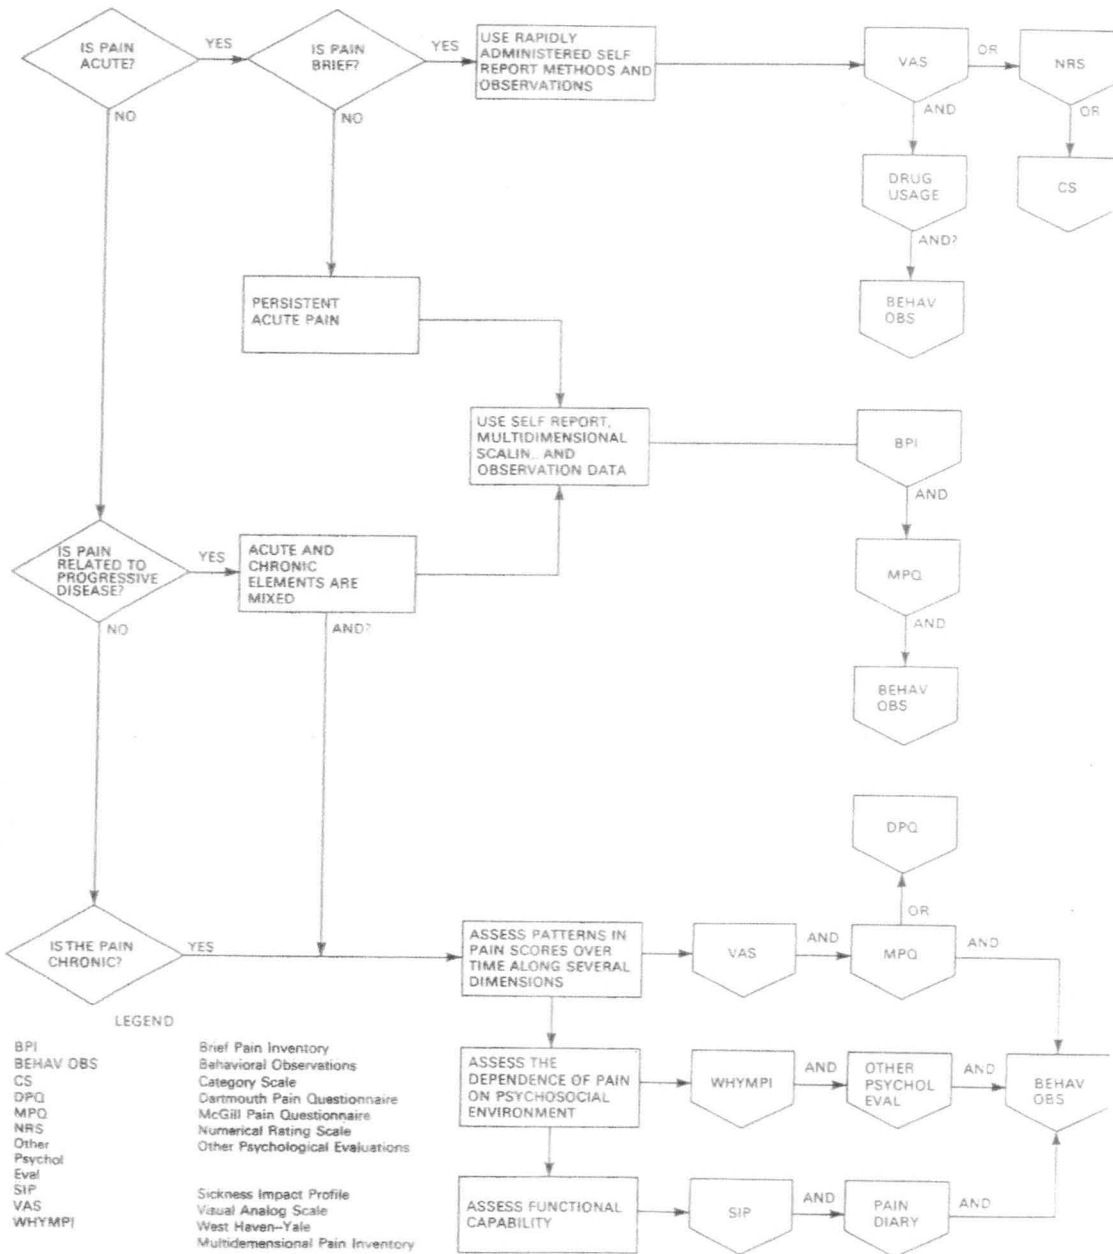 IS PAIN
ACUTE?
YES
IS PAIN
BRIEF?
YES
USE RAPIDLY
ADMINISTERED SELF
REPORT METHODS AND
OBSERVATIONS
VAS
OR
NRS
NO
NO
AND
OR
DRUG
USAGE
CS
AND?
BEHAV
OBS
PERSISTENT
ACUTE PAIN
USE SELF REPORT,
MULTIDIMENSIONAL
SCALIN.. AND
OBSERVATION DATA
BPI
AND
IS PAIN
RELATED TO
PROGRESSIVE
DISEASE?
YES
ACUTE AND
CHRONIC
ELEMENTS ARE
MIXED
MPQ
NO
AND?
AND
BEHAV
OBS
DPQ
OR
IS THE PAIN
CHRONIC?
YES
ASSESS PATTERNS IN
PAIN SCORES OVER
TIME ALONG SEVERAL
DIMENSIONS
VAS
AND
MPQ
AND
ASSESS THE
DEPENDENCE OF PAIN
ON PSYCHOSOCIAL
ENVIRONMENT
WHYMPI
AND
OTHER
PSYCHOL
EVAL
AND
BEHAV
OBS
ASSESS FUNCTIONAL
CAPABILITY
SIP
AND
PAIN
DIARY
AND
LEGEND
BPI Brief Pain Inventory
BEHAV OBS Behavioral Observations
CS Category Scale
DPQ Dartmouth Pain Questionnaire
MPQ McGill Pain Questionnaire
NRS Numerical Rating Scale
Other Other Psychological Evaluations
Psychol
Eval
SIP Sickness Impact Profile
VAS Visual Analog Scale
WHYMPI West Haven–Yale
Multidemensional Pain Inventory